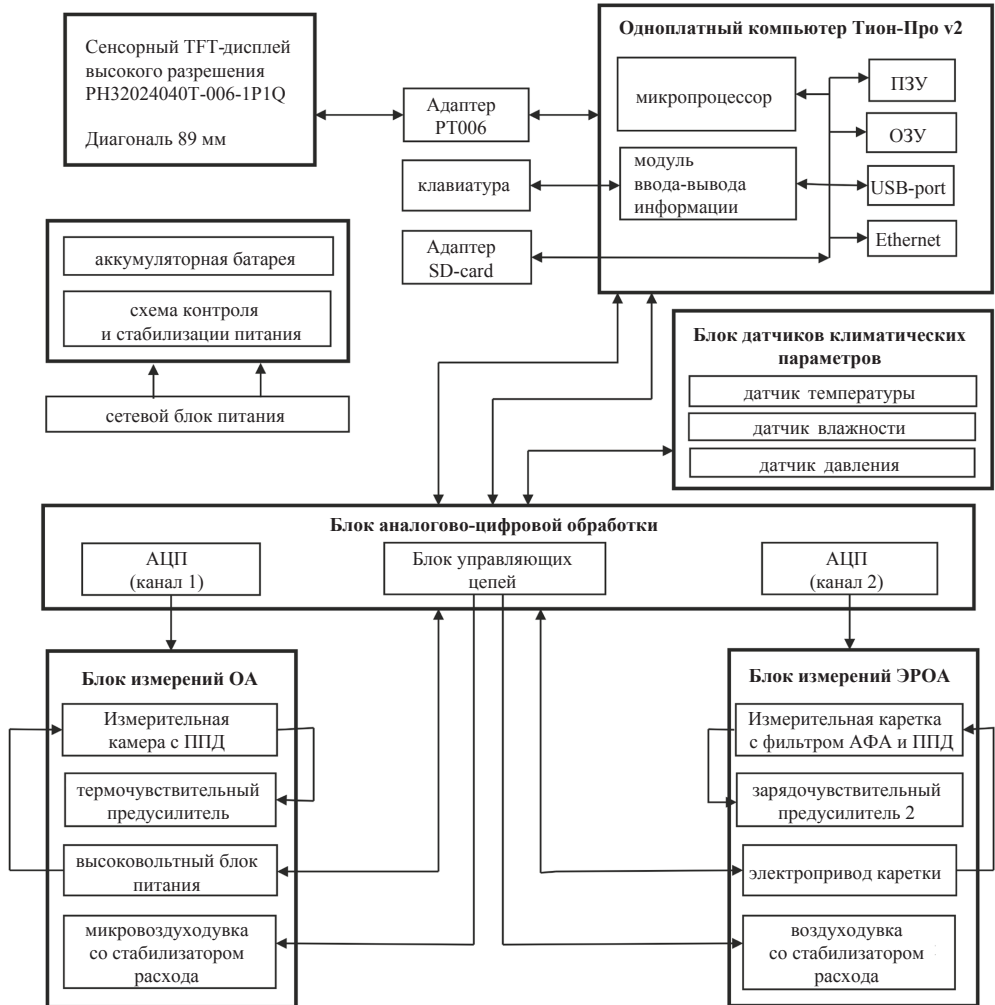 Сенсорный TFT-дисплей
высокого разрешения
PH32024040T-006-1P1Q
Диагональ 89 мм
Адаптер
PT006
клавиатура
Адаптер
SD-card
Одноплатный компьютер Тион-Про v2
микропроцессор
модуль
ввода-вывода
информации
ПЗУ
ОЗУ
USB-port
Ethernet
аккумуляторная батарея
схема контроля
и стабилизации питания
сетевой блок питания
Блок датчиков климатических
параметров
датчик температуры
датчик влажности
датчик давления
Блок аналогово-цифровой обработки
АЦП
(канал 1)
Блок управляющих
цепей
АЦП
(канал 2)
Блок измерений ОА
Измерительная
камера с ППД
термочувствительный
предусилитель
высоковольтный блок
питания
микровоздуходувка
со стабилизатором
расхода
Блок измерений ЭРОА
Измерительная каретка
с фильтром АФА и ППД
зарядочувствительный
предусилитель 2
электропривод каретки
воздуходувка
со стабилизатором
расхода